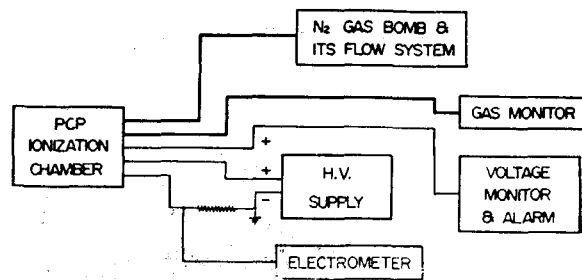 N₂ GAS BOMB &
ITS FLOW SYSTEM
PCP
IONIZATION
CHAMBER
GAS MONITOR
+
+
H.V.
SUPPLY
−
VOLTAGE
MONITOR
& ALARM
ELECTROMETER